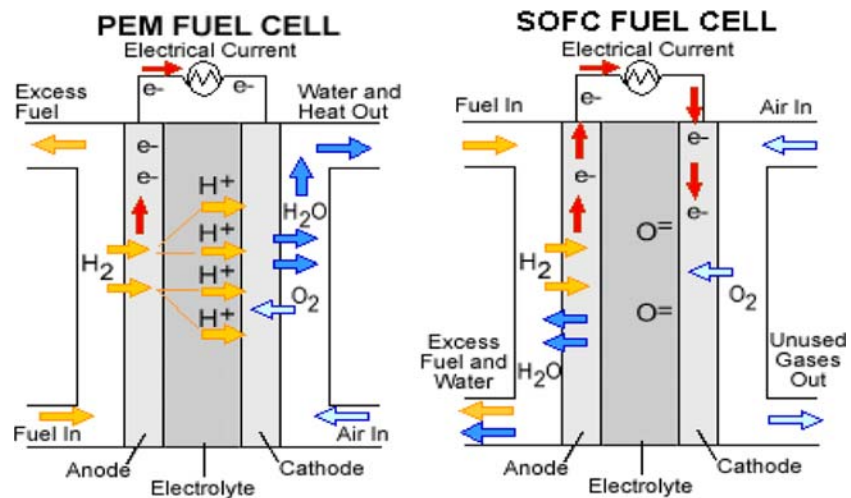 PEM FUEL CELL
Electrical Current
e-
e-
Excess
Fuel
Water and
Heat Out
e-
e-
H+
H+
H+
H+
H2
H2O
O2
Fuel In
Air In
Anode
Electrolyte
Cathode
SOFC FUEL CELL
Electrical Current
e-
Fuel In
Air In
e-
e-
e-
O=
O=
H2
O2
Excess
Fuel and
Water
H2O
Unused
Gases
Out
Anode
Electrolyte
Cathode